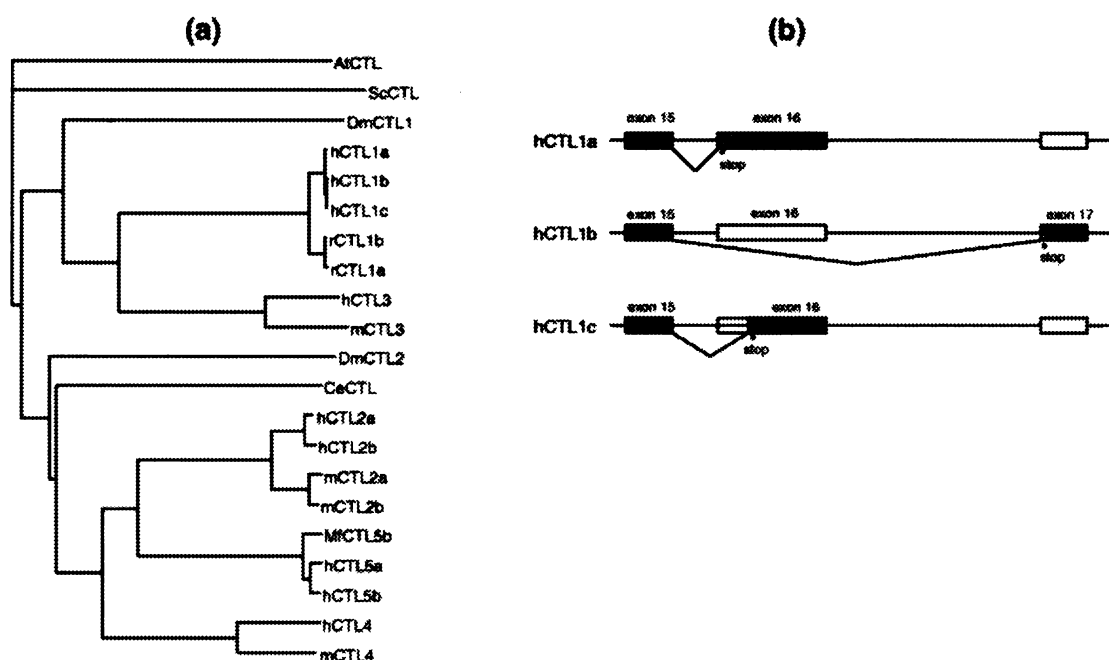 (a)
AtCTL
ScCTL
DmCTL1
hCTL1a
hCTL1b
hCTL1c
rCTL1b
rCTL1a
hCTL3
mCTL3
DmCTL2
CeCTL
hCTL2a
hCTL2b
mCTL2a
mCTL2b
MfCTL5b
hCTL5a
hCTL5b
hCTL4
mCTL4
(b)
exon 15 exon 16
hCTL1a
stop
exon 15 exon 16 exon 17
hCTL1b
stop
exon 15 exon 16
hCTL1c
stop